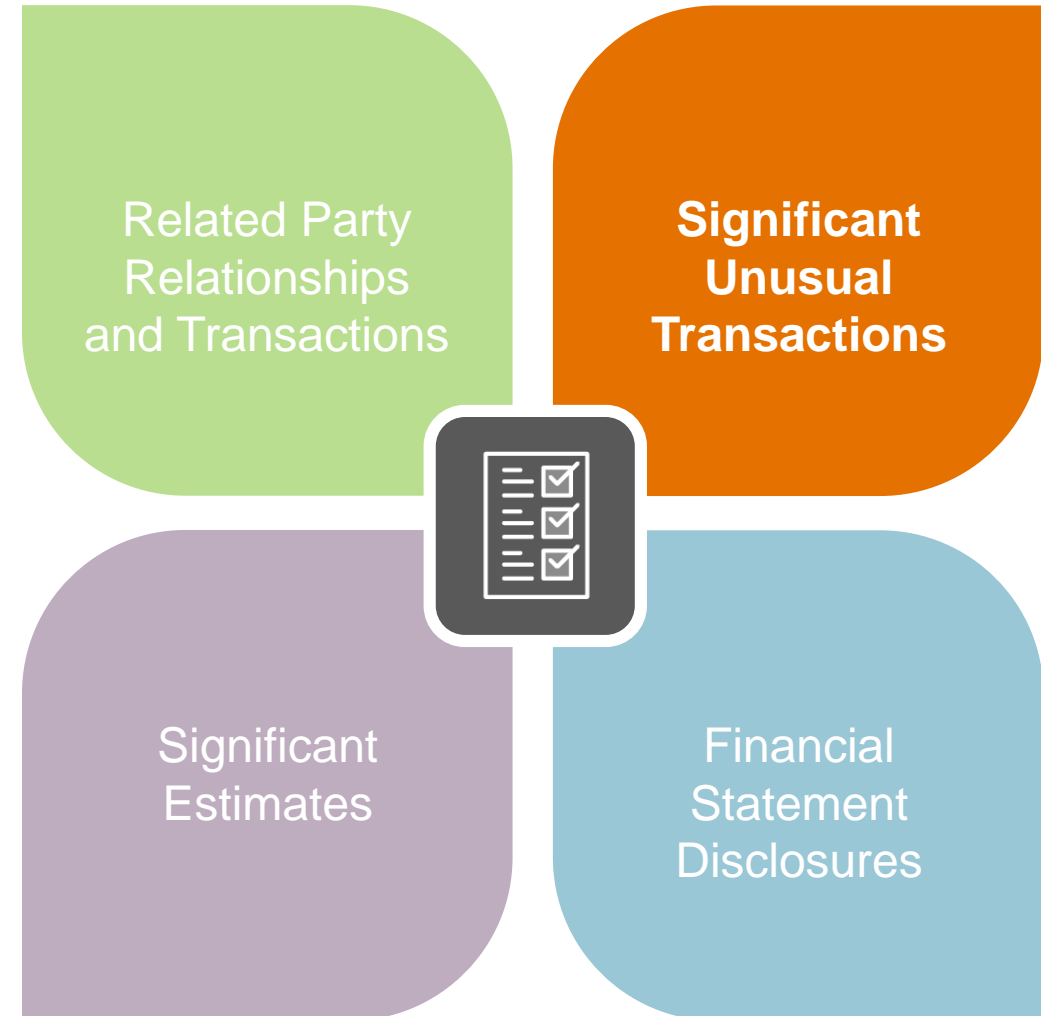 Related Party
Relationships
and Transactions
Significant
Unusual
Transactions
Significant
Estimates
Financial
Statement
Disclosures